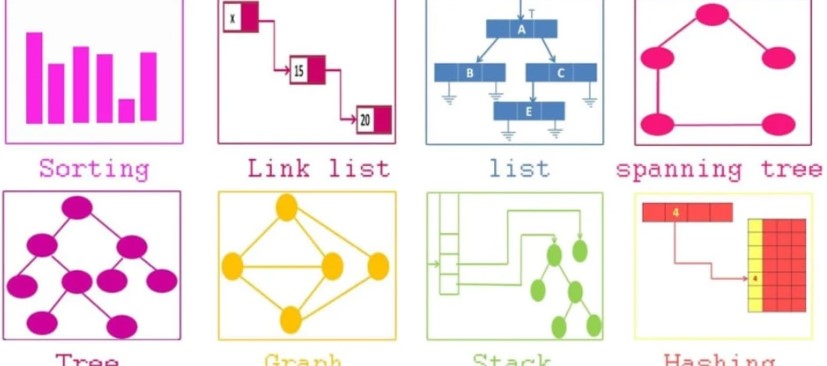 x
15
20
T
A
B
C
E
Sorting
Link list
list
spanning tree
4
4
Tree
Graph
Stack
Hashing